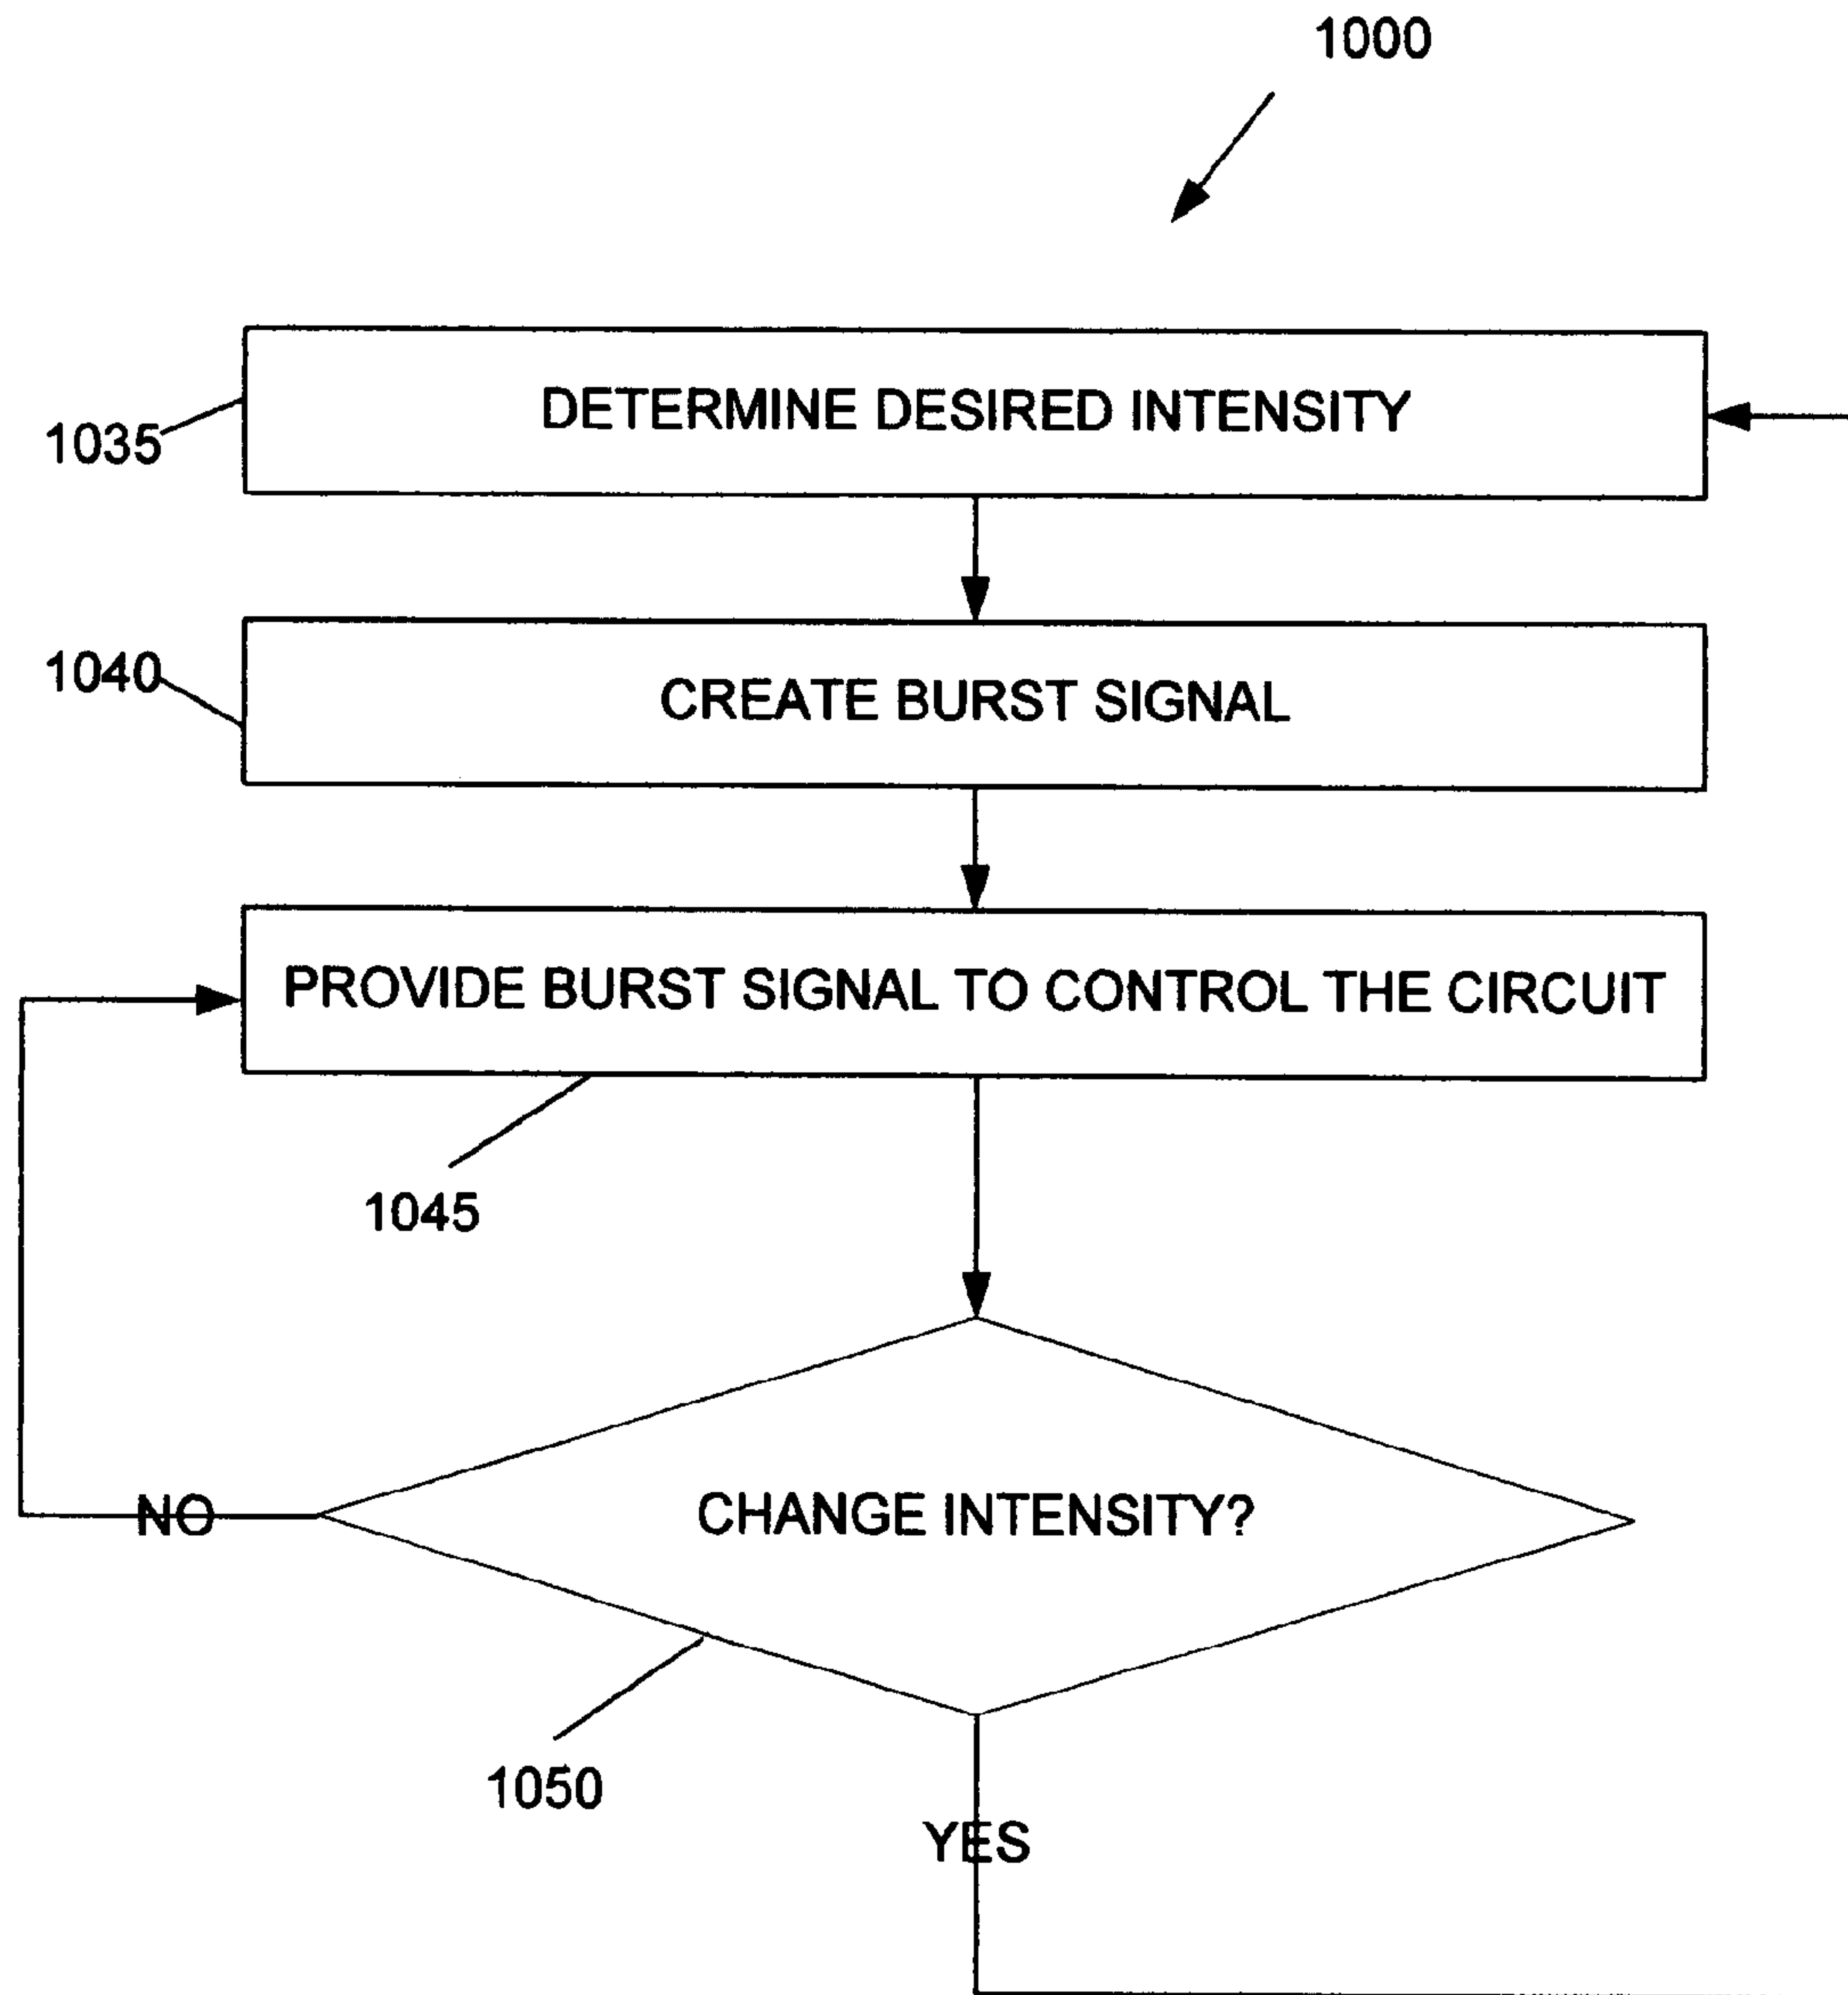 1000
DETERMINE DESIRED INTENSITY
1035
1040
CREATE BURST SIGNAL
PROVIDE BURST SIGNAL TO CONTROL THE CIRCUIT
1045
NO
CHANGE INTENSITY?
1050
YES